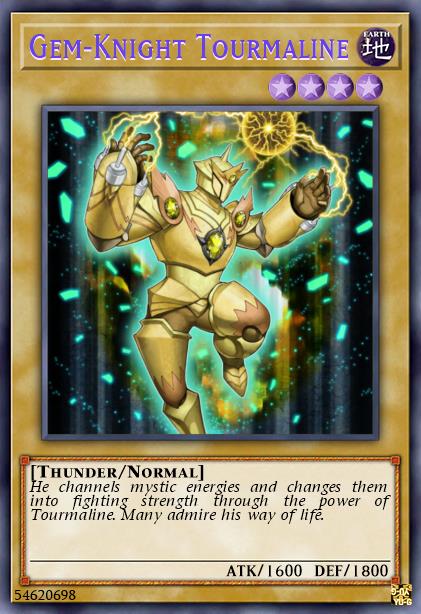 GEM-KNIGHT TOURMALINE
EARTH
地
[THUNDER/NORMAL]
He channels mystic energies and changes them
into fighting strength through the power of
Tourmaline. Many admire his way of life.
ATK/1600 DEF/1800
54620698